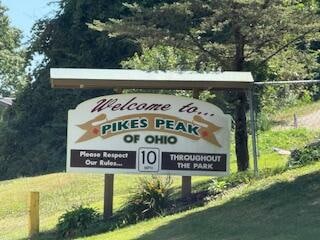 Welcome to...
PIKES PEAK
OF OHIO
Please Respect
Our Rules.
10
MPH
THROUGHOUT
THE PARK